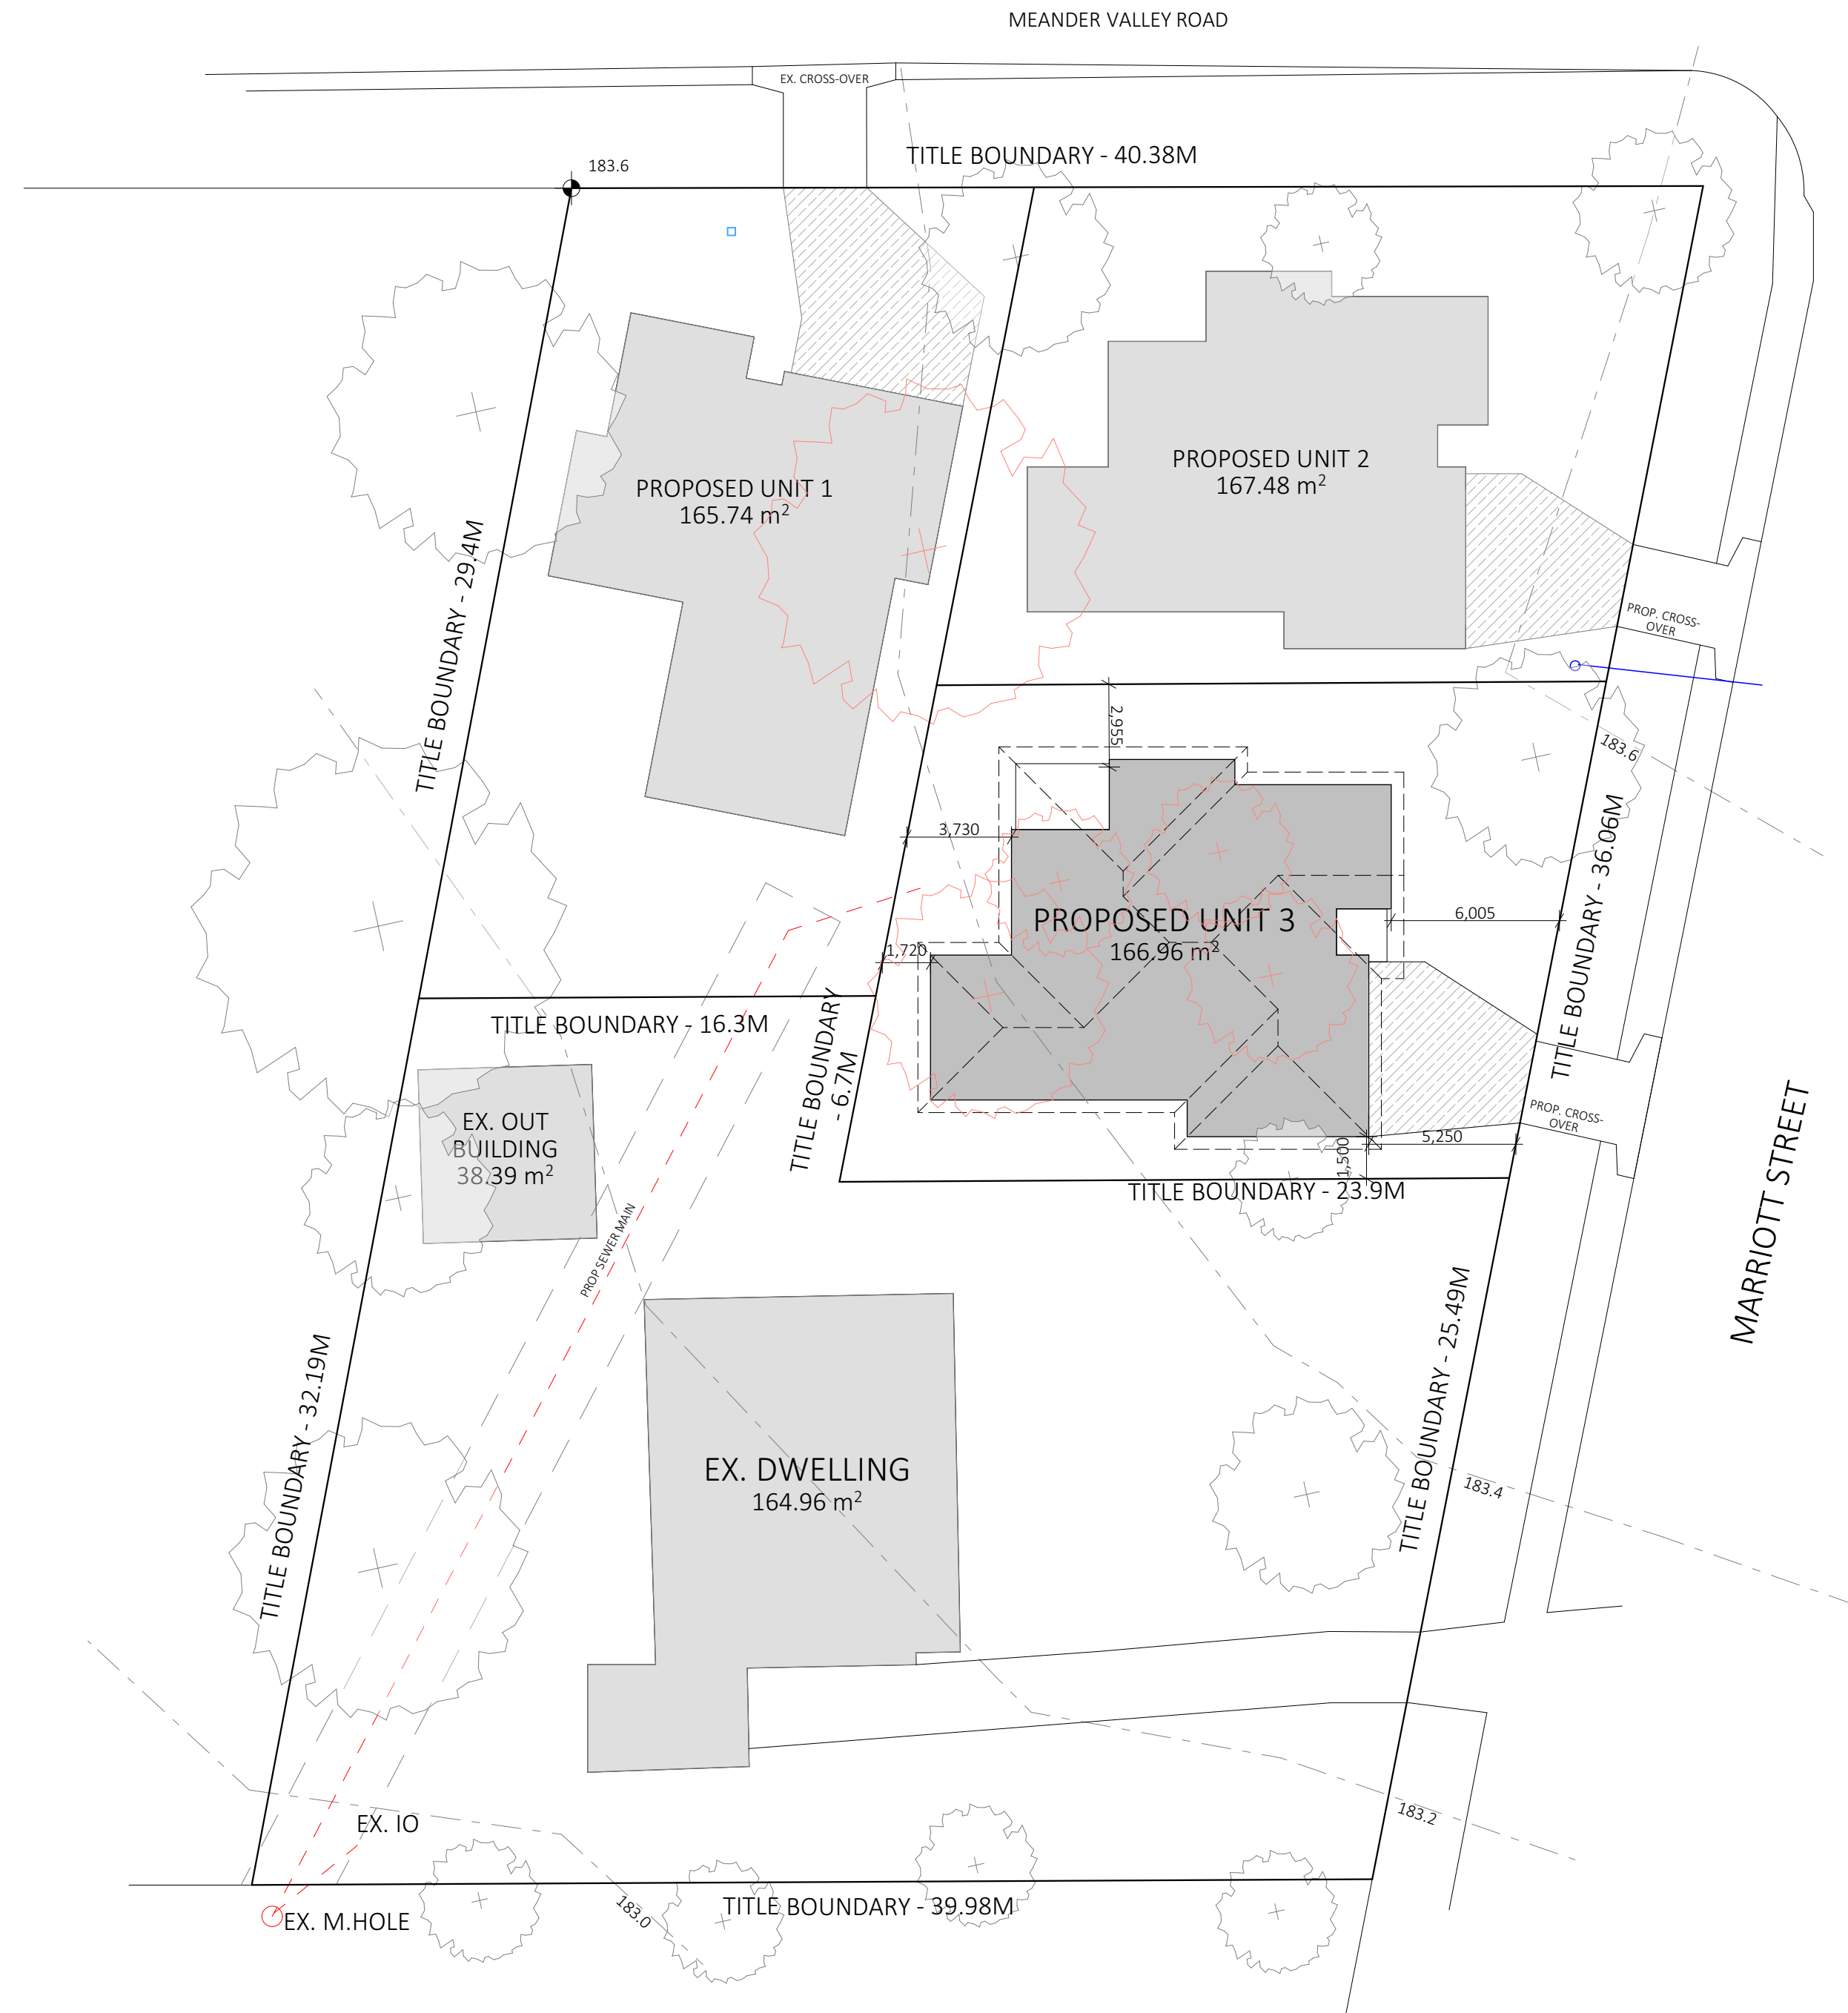 MEANDER VALLEY ROAD
EX. CROSS-OVER
TITLE BOUNDARY - 40.38M
183.6
PROPOSED UNIT 1
165.74 m²
PROPOSED UNIT 2
167.48 m²
TITLE BOUNDARY - 29.4M
PROP. CROSS-
OVER
2,955
183.6
3,730
PROPOSED UNIT 3
166.96 m²
6,005
TITLE BOUNDARY - 36.06M
1,720
TITLE BOUNDARY - 16.3M
TITLE BOUNDARY
- 6.7M
EX. OUT
BUILDING
38.39 m²
PROP. CROSS-
OVER
5,250
1,500
TITLE BOUNDARY - 23.9M
MARRIOTT STREET
PROP SEWER MAIN
TITLE BOUNDARY - 25.49M
TITLE BOUNDARY - 32.19M
EX. DWELLING
164.96 m²
183.4
183.2
EX. IO
183.0
TITLE BOUNDARY - 39.98M
EX. M.HOLE